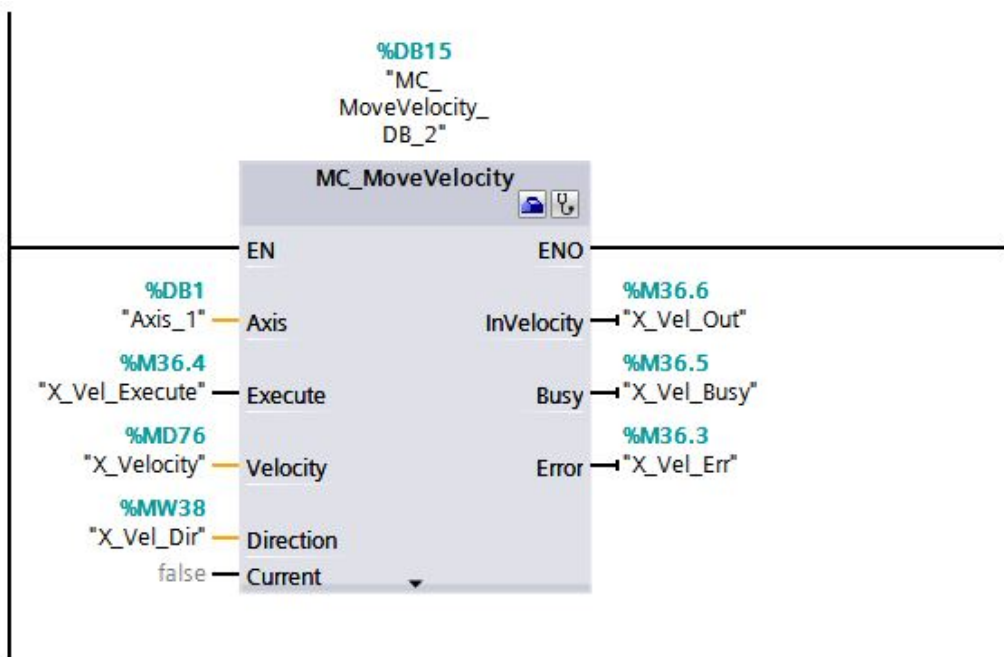 %DB15
"MC_
MoveVelocity_
DB_2"
MC_MoveVelocity
EN ENO
%DB1 %M36.6
"Axis_1" Axis InVelocity "X_Vel_Out"
%M36.4 %M36.5
"X_Vel_Execute" Execute Busy "X_Vel_Busy"
%MD76 %M36.3
"X_Velocity" Velocity Error "X_Vel_Err"
%MW38
"X_Vel_Dir" Direction
false Current